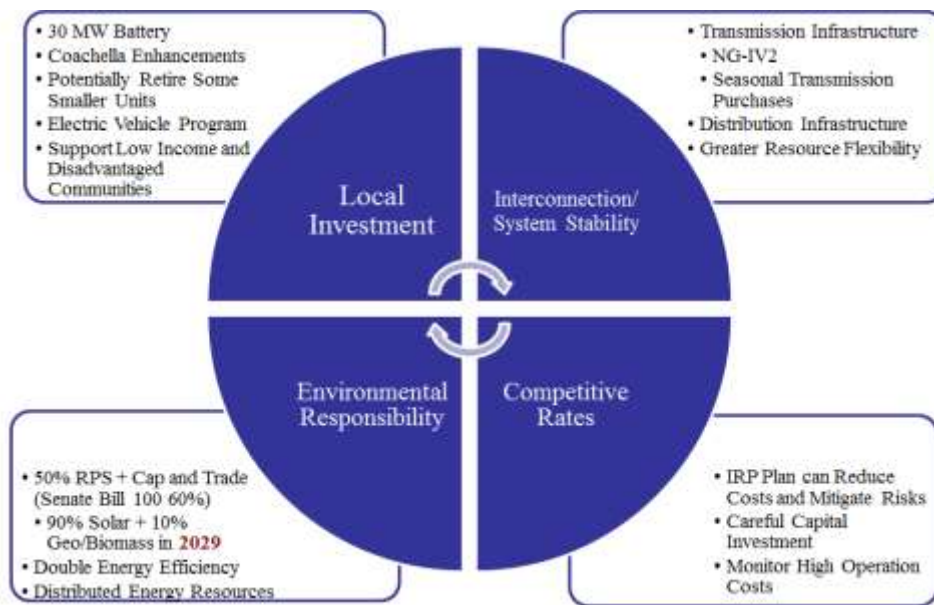 • 30 MW Battery
• Coachella Enhancements
• Potentially Retire Some
Smaller Units
• Electric Vehicle Program
• Support Low Income and
Disadvantaged
Communities
• Transmission Infrastructure
• NG-IV2
• Seasonal Transmission
Purchases
• Distribution Infrastructure
• Greater Resource Flexibility
Local
Investment
Interconnection/
System Stability
Environmental
Responsibility
Competitive
Rates
• 50% RPS + Cap and Trade
(Senate Bill 100 60%)
• 90% Solar + 10%
Geo/Biomass in 2029
• Double Energy Efficiency
• Distributed Energy Resources
• IRP Plan can Reduce
Costs and Mitigate Risks
• Careful Capital
Investment
• Monitor High Operation
Costs